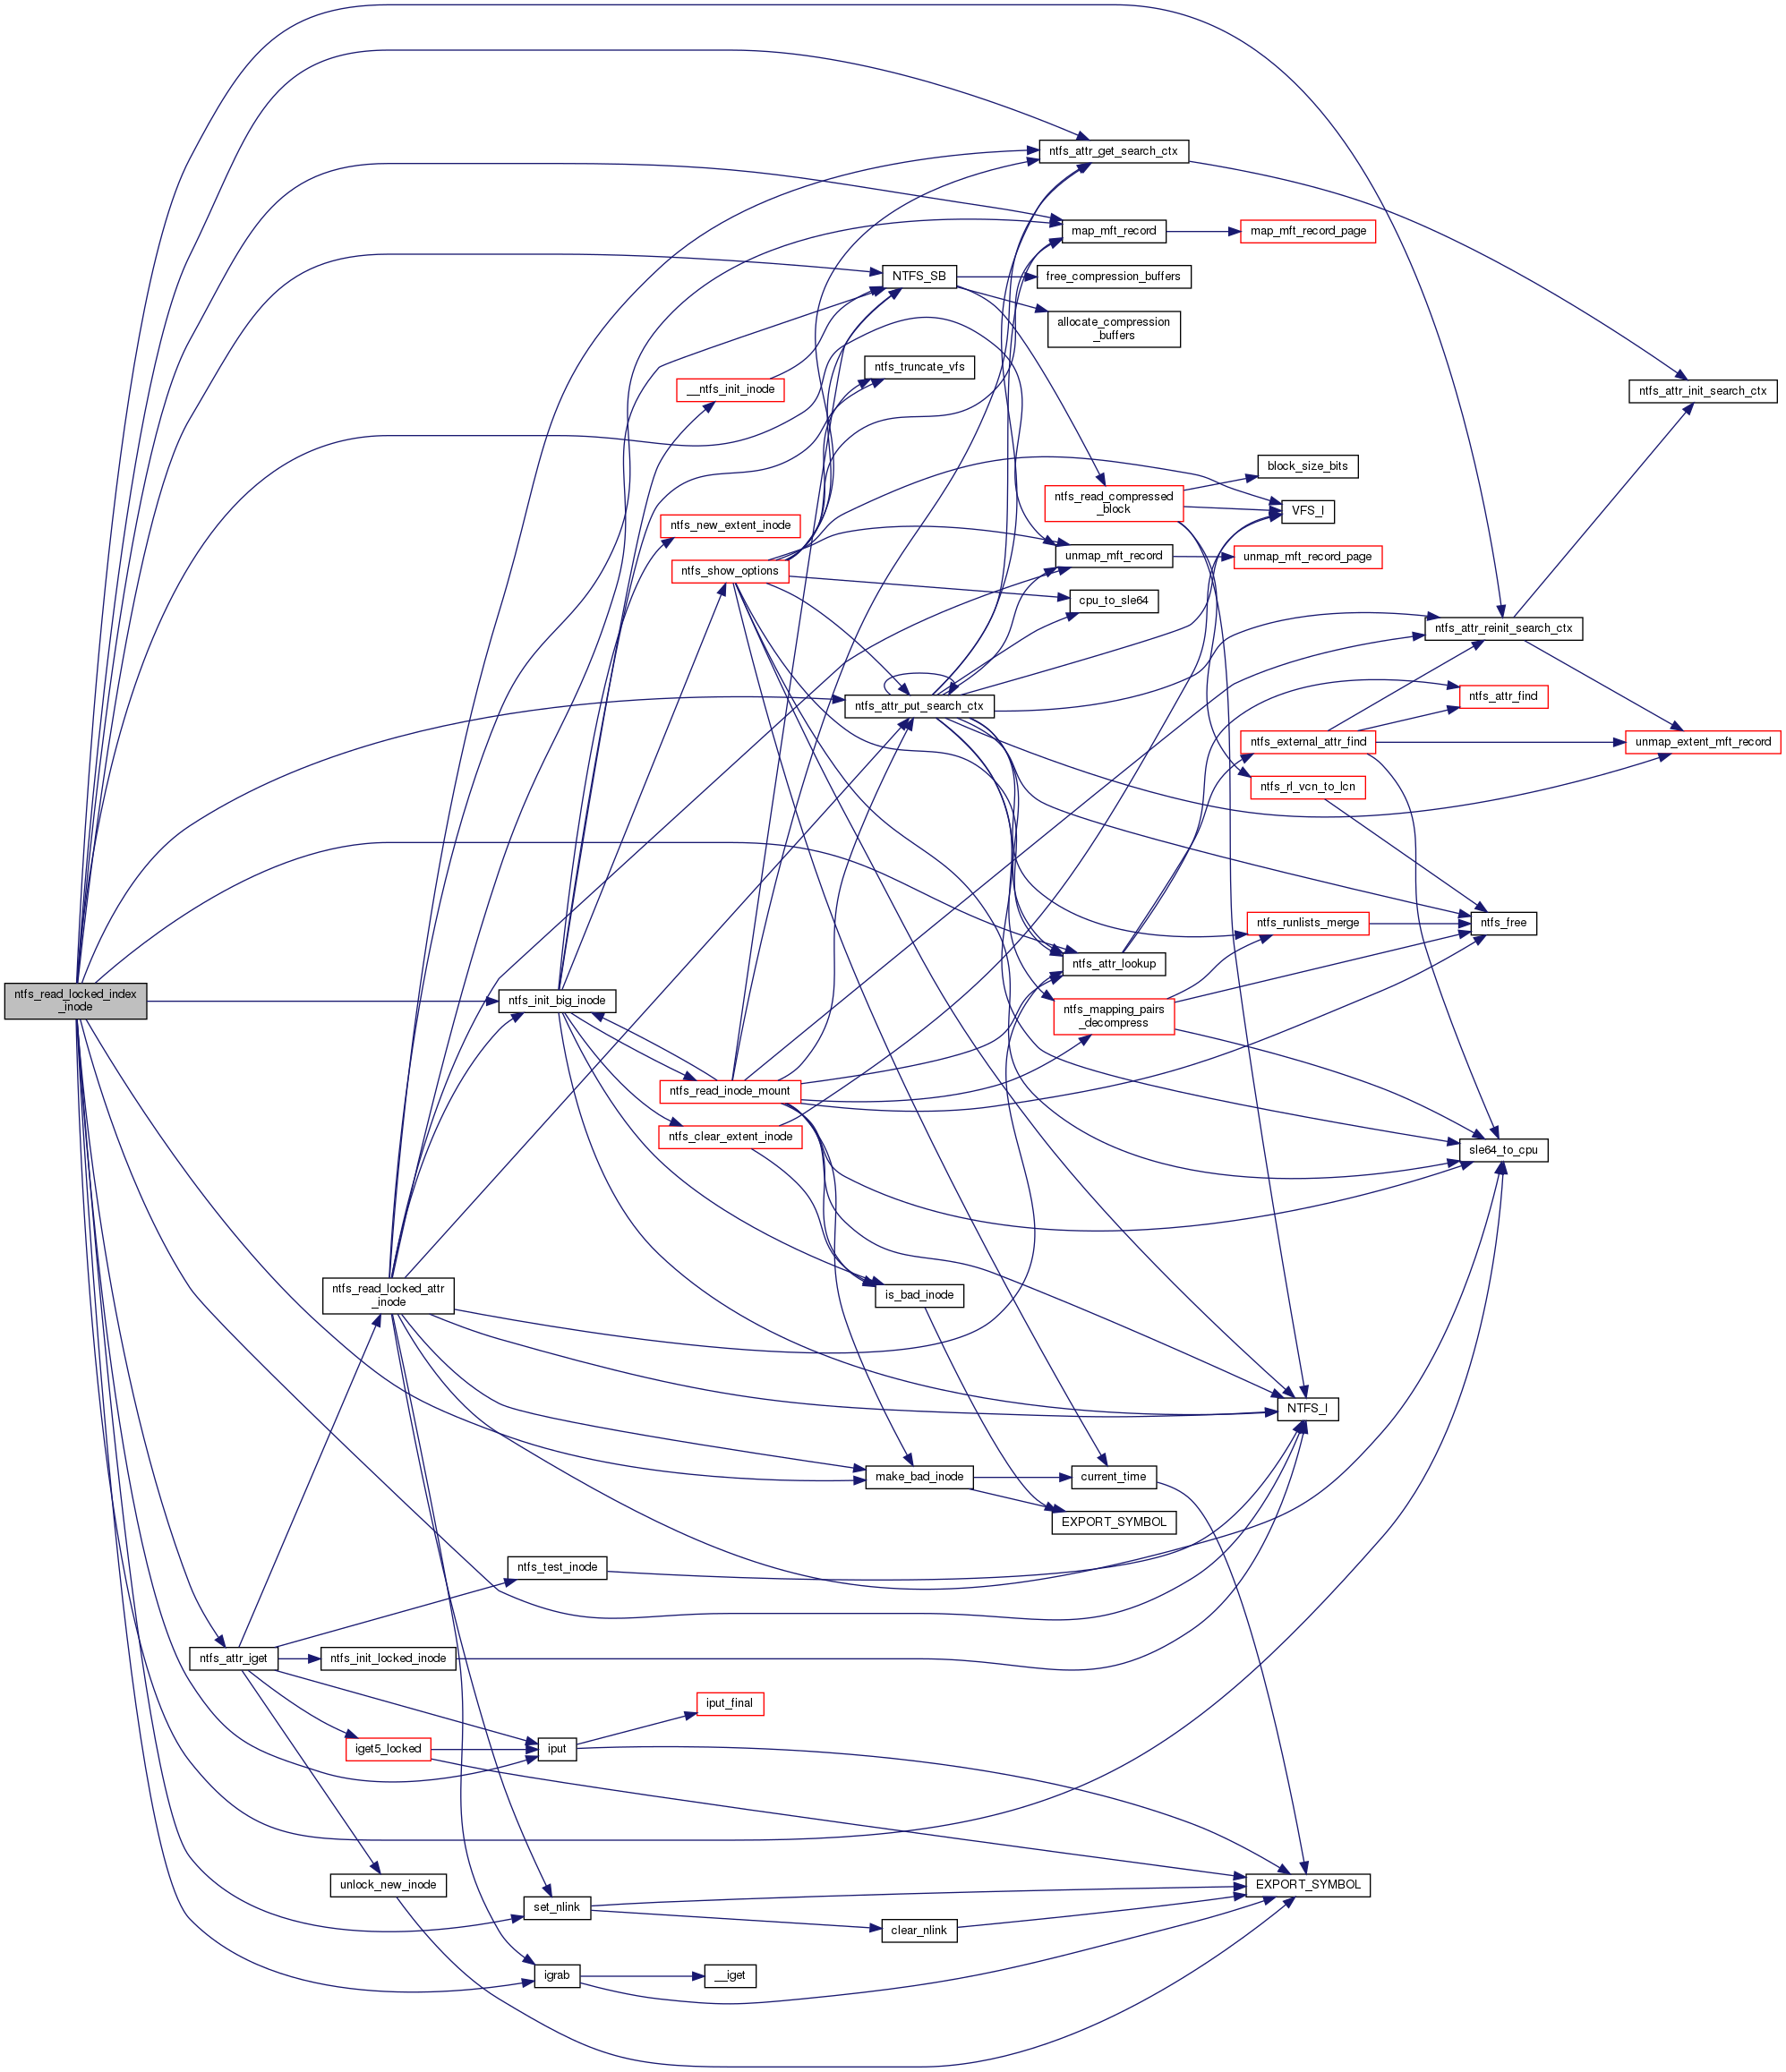 ntfs_attr_get_search_ctx
map_mft_record
map_mft_record_page
NTFS_SB
free_compression_buffers
allocate_compression
_buffers
ntfs_truncate_vfs
__ntfs_init_inode
ntfs_attr_init_search_ctx
block_size_bits
ntfs_read_compressed
_block
VFS_I
ntfs_new_extent_inode
unmap_mft_record
unmap_mft_record_page
ntfs_show_options
cpu_to_sle64
ntfs_attr_reinit_search_ctx
ntfs_attr_put_search_ctx
ntfs_attr_find
ntfs_external_attr_find
unmap_extent_mft_record
ntfs_rl_vcn_to_lcn
ntfs_runlists_merge
ntfs_free
ntfs_attr_lookup
ntfs_read_locked_index
_inode
ntfs_init_big_inode
ntfs_mapping_pairs
_decompress
ntfs_read_inode_mount
ntfs_clear_extent_inode
sle64_to_cpu
ntfs_read_locked_attr
_inode
is_bad_inode
NTFS_I
make_bad_inode
current_time
EXPORT_SYMBOL
ntfs_test_inode
ntfs_attr_iget
ntfs_init_locked_inode
iput_final
iget5_locked
iput
unlock_new_inode
EXPORT_SYMBOL
set_nlink
clear_nlink
igrab
__iget